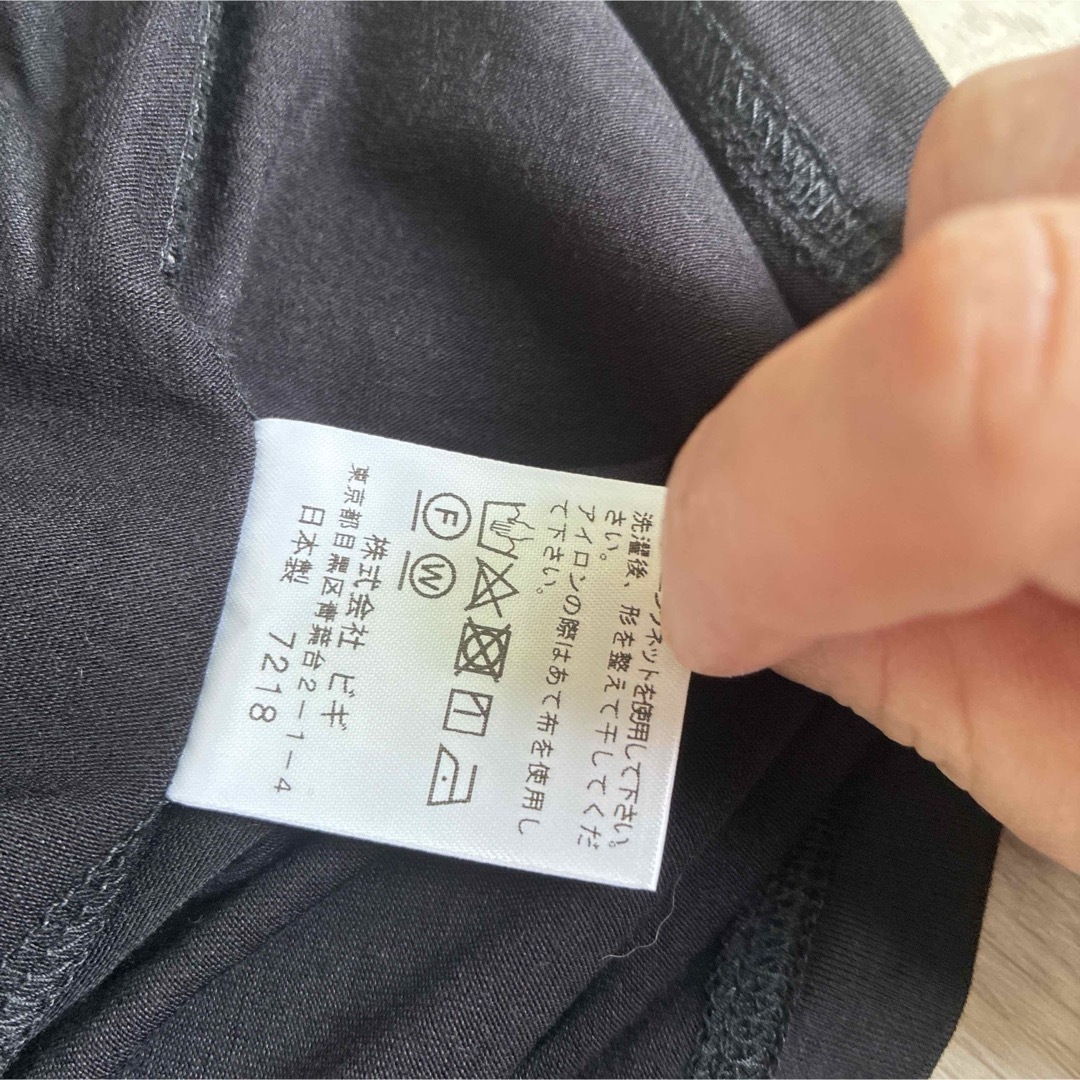 ネットを使用して下さい。
洗濯後、形を整えて干してくだ
さい。
アイロンの際はあて布を使用し
て下さい。
F W
株式会社 ビギ
東京都目黒区青葉台2-1-4
日本製 7218